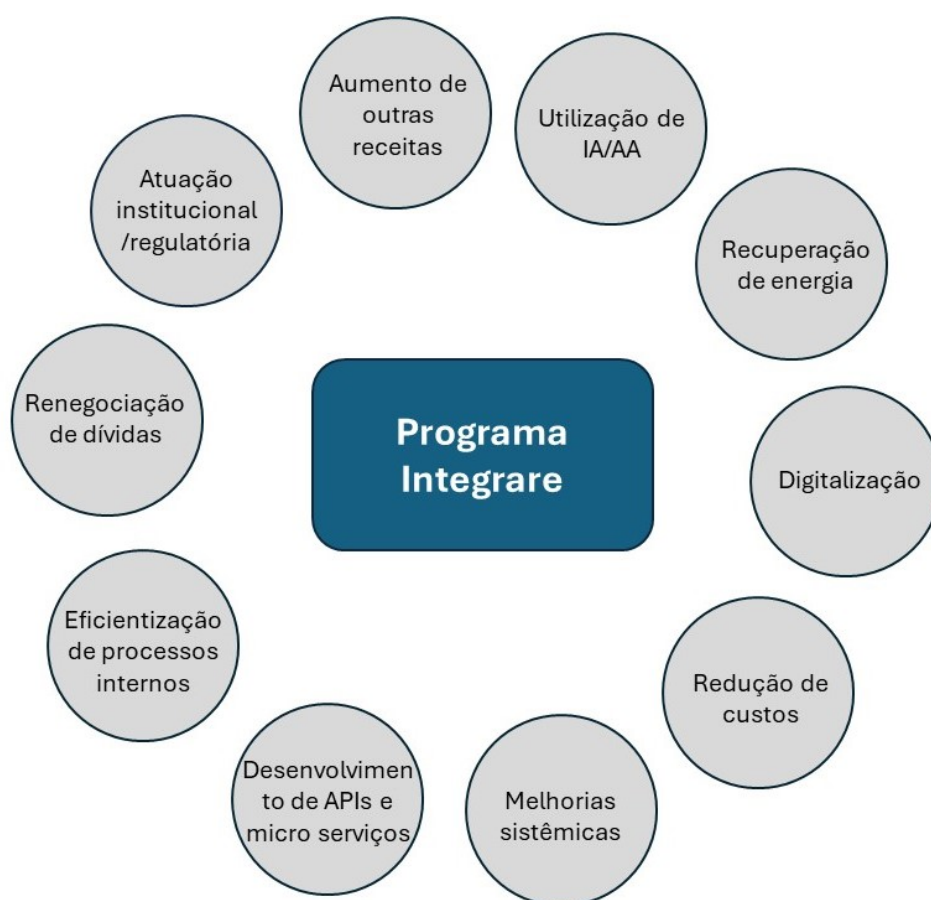 Aumento de
outras
receitas
Utilização de
IA/AA
Atuação
institucional
/regulatória
Recuperação
de energia
Renegociação
de dívidas
Programa
Integrare
Digitalização
Eficientização
de processos
internos
Redução de
custos
Desenvolvimen
to de APIs e
micro serviços
Melhorias
sistêmicas